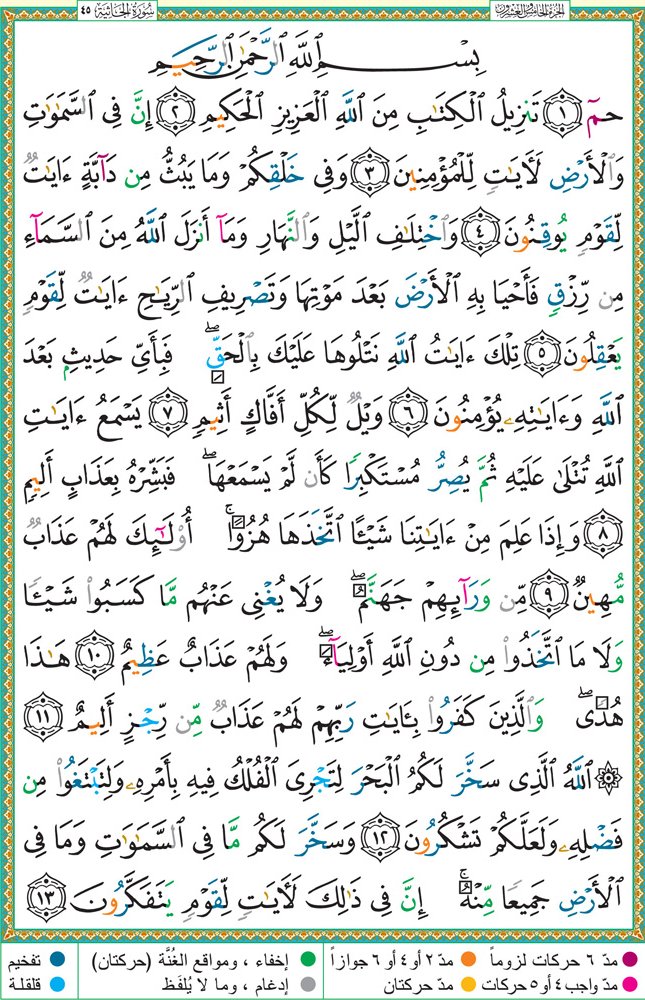 الجزء الخامس والعشرون
سُورَةُ الجَاثِيَةِ ٤٥
بِسْمِ ٱللَّهِ ٱلرَّحْمَٰنِ ٱلرَّحِيمِ
حمٓ ١ تَنزِيلُ ٱلْكِتَٰبِ مِنَ ٱللَّهِ ٱلْعَزِيزِ ٱلْحَكِيمِ ٢ إِنَّ فِى ٱلسَّمَٰوَٰتِ
وَٱلْأَرْضِ لَءَايَٰتٍ لِّلْمُؤْمِنِينَ ٣ وَفِى خَلْقِكُمْ وَمَا يَبُثُّ مِن دَآبَّةٍ ءَايَٰتٌ
لِّقَوْمٍ يُوقِنُونَ ٤ وَٱخْتِلَٰفِ ٱلَّيْلِ وَٱلنَّهَارِ وَمَآ أَنزَلَ ٱللَّهُ مِنَ ٱلسَّمَآءِ
مِن رِّزْقٍ فَأَحْيَا بِهِ ٱلْأَرْضَ بَعْدَ مَوْتِهَا وَتَصْرِيفِ ٱلرِّيَٰحِ ءَايَٰتٌ لِّقَوْمٍ
يَعْقِلُونَ ٥ تِلْكَ ءَايَٰتُ ٱللَّهِ نَتْلُوهَا عَلَيْكَ بِٱلْحَقِّ ۖ فَبِأَىِّ حَدِيثٍۭ بَعْدَ
ٱللَّهِ وَءَايَٰتِهِۦ يُؤْمِنُونَ ٦ وَيْلٌ لِّكُلِّ أَفَّاكٍ أَثِيمٍ ٧ يَسْمَعُ ءَايَٰتِ
ٱللَّهِ تُتْلَىٰ عَلَيْهِ ثُمَّ يُصِرُّ مُسْتَكْبِرًا كَأَن لَّمْ يَسْمَعْهَا ۖ فَبَشِّرْهُ بِعَذَابٍ أَلِيمٍ
٨ وَإِذَا عَلِمَ مِنْ ءَايَٰتِنَا شَيْـًٔا ٱتَّخَذَهَا هُزُوًا ۚ أُو۟لَٰٓئِكَ لَهُمْ عَذَابٌ
مُّهِينٌ ٩ مِّن وَرَآئِهِمْ جَهَنَّمُ ۖ وَلَا يُغْنِى عَنْهُم مَّا كَسَبُوا۟ شَيْـًٔا
وَلَا مَا ٱتَّخَذُوا۟ مِن دُونِ ٱللَّهِ أَوْلِيَآءَ ۖ وَلَهُمْ عَذَابٌ عَظِيمٌ ١٠ هَٰذَا
هُدًى ۖ وَٱلَّذِينَ كَفَرُوا۟ بِـَٔايَٰتِ رَبِّهِمْ لَهُمْ عَذَابٌ مِّن رِّجْزٍ أَلِيمٌ ١١
۞ ٱللَّهُ ٱلَّذِى سَخَّرَ لَكُمُ ٱلْبَحْرَ لِتَجْرِىَ ٱلْفُلْكُ فِيهِ بِأَمْرِهِۦ وَلِتَبْتَغُوا۟ مِن
فَضْلِهِۦ وَلَعَلَّكُمْ تَشْكُرُونَ ١٢ وَسَخَّرَ لَكُم مَّا فِى ٱلسَّمَٰوَٰتِ وَمَا فِى
ٱلْأَرْضِ جَمِيعًا مِّنْهُ ۚ إِنَّ فِى ذَٰلِكَ لَءَايَٰتٍ لِّقَوْمٍ يَتَفَكَّرُونَ ١٣
مدّ ٦ حركات لزوماً مدّ ٢ أو ٤ أو ٦ جوازاً إخفاء ، ومواقع الغُنَّة (حركتان) تفخيم
مدّ واجب ٤ أو ٥ حركات مدّ حركتان إدغام ، وما لا يُلفَظ قلقلة